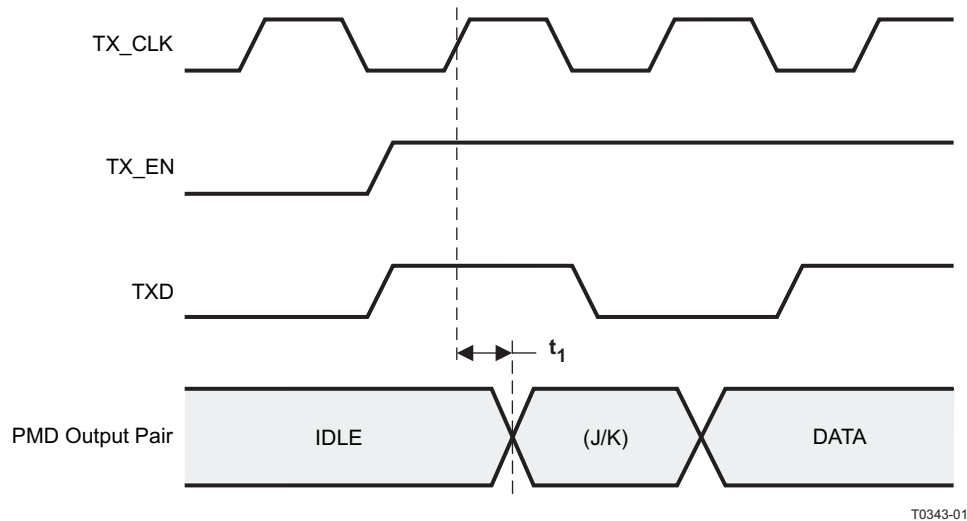 TX_CLK
TX_EN
TXD
t1
PMD Output Pair
IDLE
(J/K)
DATA
T0343-01